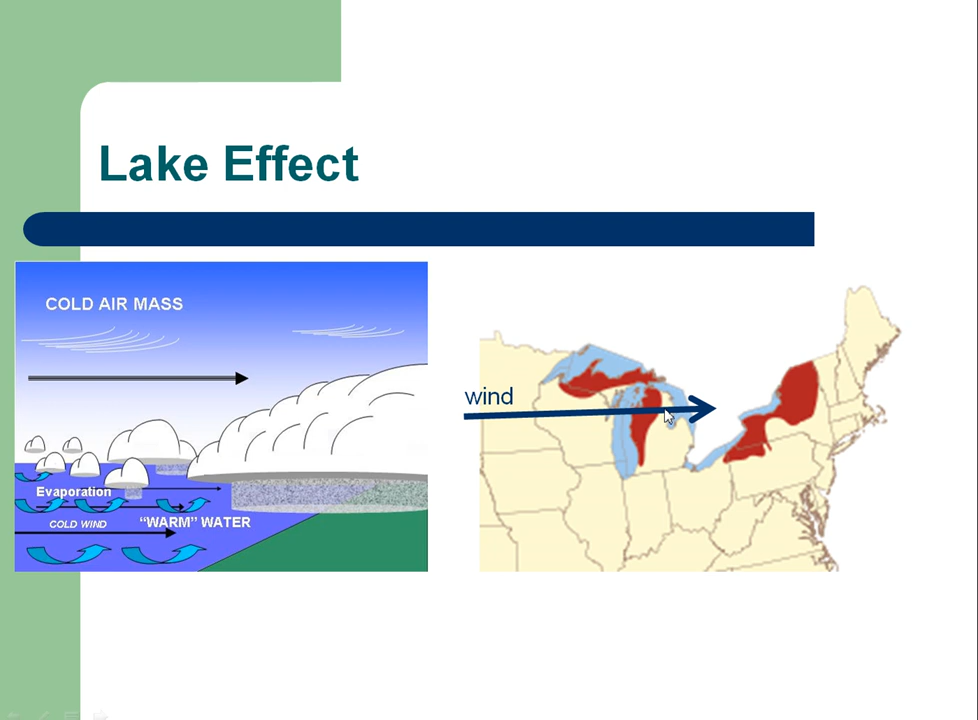 Lake Effect
COLD AIR MASS
Evaporation
COLD WIND
“WARM” WATER
wind